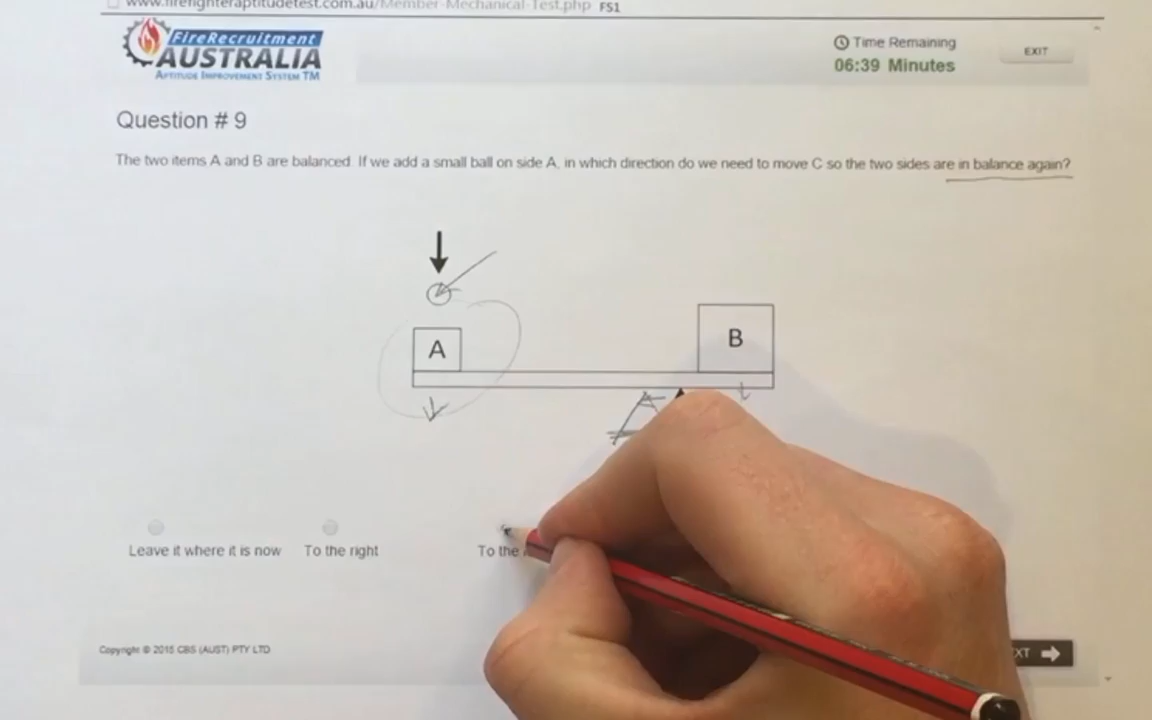 www.firefighteraptitudetest.com.au/Member-Mechanical-Test.php FS1
FireRecruitment
AUSTRALIA
APTITUDE IMPROVEMENT SYSTEM TM
Time Remaining
06:39 Minutes
EXIT
Question # 9
The two items A and B are balanced. If we add a small ball on side A, in which direction do we need to move C so the two sides are in balance again?
A
B
Leave it where it is now
To the right
To the
Copyright © 2015 CBS (AUST) PTY LTD